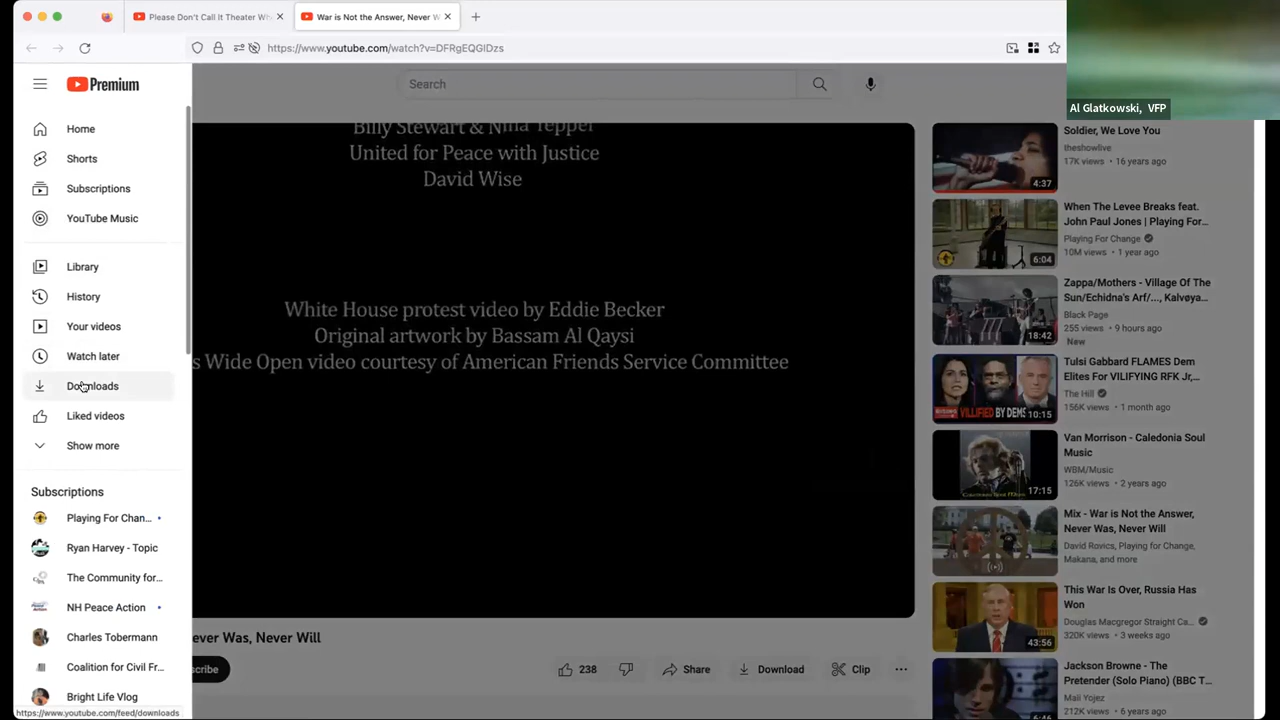 Please Don't Call it Theater Wh
War is Not the Answer, Never W
https://www.youtube.com/watch?v=DFRgEQGIDzs
Al Glatkowski, VFP
Premium
Search
Home
Shorts
Subscriptions
YouTube Music
Library
History
Your videos
Watch later
Downloads
Liked videos
Show more
Subscriptions
Playing For Chan...
Ryan Harvey - Topic
The Community for...
NH Peace Action
Charles Tobermann
Coalition for Civil Fr...
Bright Life Vlog
https://www.youtube.com/feed/downloads
Billy Stewart & Nina Tepper
United for Peace with Justice
David Wise
White House protest video by Eddie Becker
Original artwork by Bassam Al Qaysi
s Wide Open video courtesy of American Friends Service Committee
ever Was, Never Will
scribe
238
Share
Download
Clip
Soldier, We Love You
theshowlive
17K views • 16 years ago
4:37
When The Levee Breaks feat.
John Paul Jones | Playing For...
Playing For Change
10M views • 1 year ago
6:04
Zappa/Mothers - Village Of The
Sun/Echidna's Arf/..., Kalvøya...
Black Page
255 views • 9 hours ago
New
18:42
Tulsi Gabbard FLAMES Dem
Elites For VILIFYING RFK Jr,...
The Hill
156K views • 1 month ago
VILIFIED BY DEMS
10:15
Van Morrison - Caledonia Soul
Music
WBM/Music
126K views • 2 years ago
17:15
Mix - War is Not the Answer,
Never Was, Never Will
David Rovics, Playing for Change,
Makana, and more
This War Is Over, Russia Has
Won
Douglas Macgregor Straight Ca...
320K views • 3 weeks ago
43:56
Jackson Browne - The
Pretender (Solo Piano) (BBC T...
Mali Yojez
212K views • 6 years ago
6:46